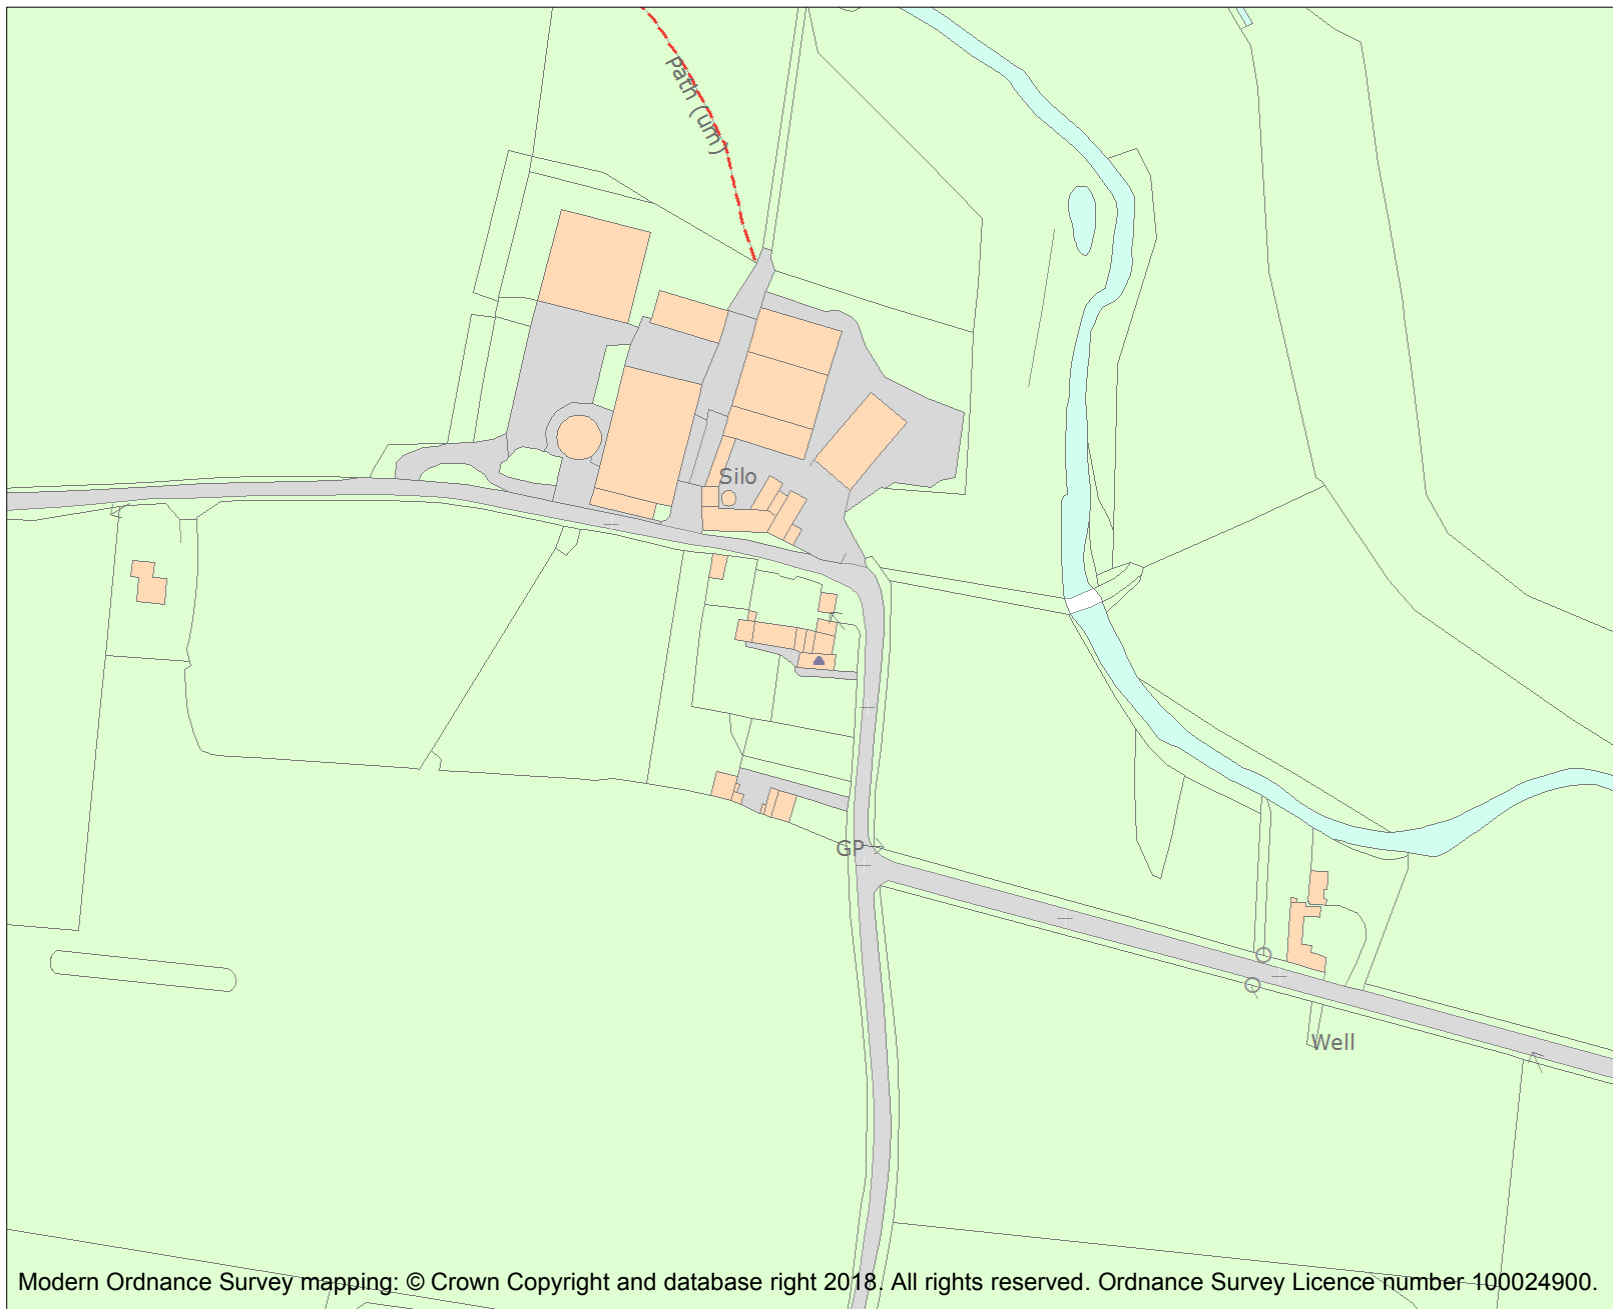 Path (um)
Silo
GP
Well
Modern Ordnance Survey mapping: © Crown Copyright and database right 2018. All rights reserved. Ordnance Survey Licence number 100024900.